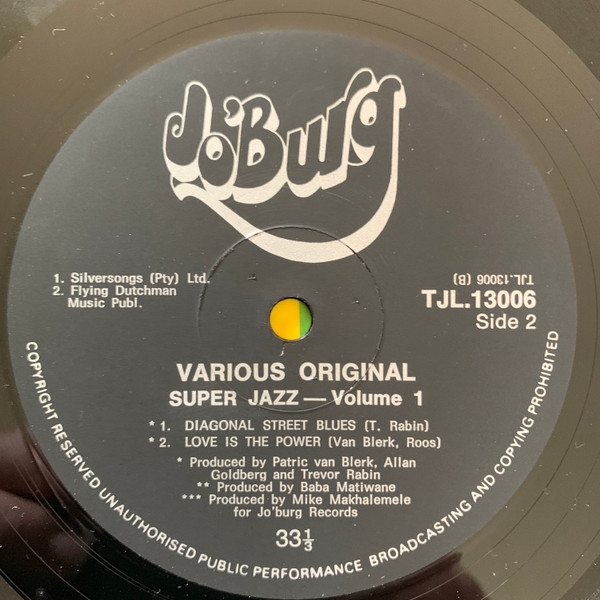 Jo'Burg
1. Silversongs (Pty) Ltd.
2. Flying Dutchman
Music Publ.
TJL.13006 (B)
TJL.13006
Side 2
VARIOUS ORIGINAL
SUPER JAZZ — Volume 1
* 1. DIAGONAL STREET BLUES (T. Rabin)
* 2. LOVE IS THE POWER (Van Blerk, Roos)
* Produced by Patric van Blerk, Allan
Goldberg and Trevor Rabin
** Produced by Baba Matiwane
*** Produced by Mike Makhalemele
for Jo'burg Records
33⅓
COPYRIGHT RESERVED UNAUTHORISED PUBLIC PERFORMANCE BROADCASTING AND COPYING PROHIBITED